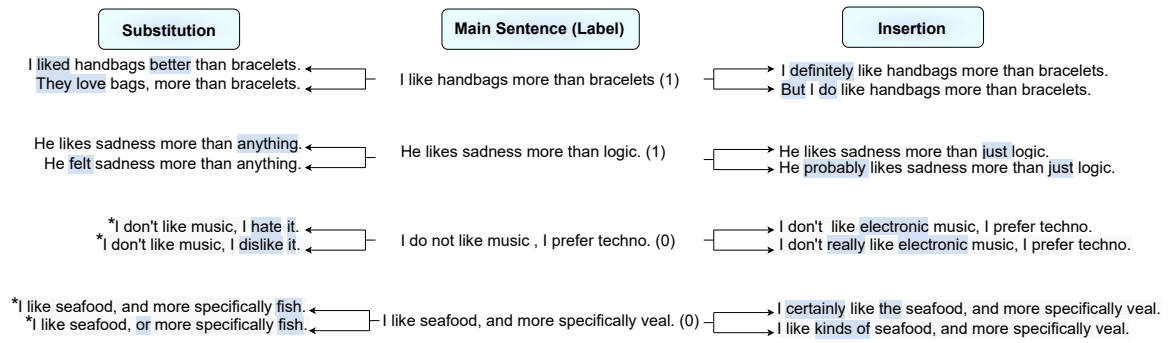 Substitution
Main Sentence (Label)
Insertion
I liked handbags better than bracelets.
They love bags, more than bracelets.
I like handbags more than bracelets (1)
I definitely like handbags more than bracelets.
But I do like handbags more than bracelets.
He likes sadness more than anything.
He felt sadness more than anything.
He likes sadness more than logic. (1)
He likes sadness more than just logic.
He probably likes sadness more than just logic.
*I don't like music, I hate it.
*I don't like music, I dislike it.
I do not like music , I prefer techno. (0)
I don't like electronic music, I prefer techno.
I don't really like electronic music, I prefer techno.
*I like seafood, and more specifically fish.
*I like seafood, or more specifically fish.
I like seafood, and more specifically veal. (0)
I certainly like the seafood, and more specifically veal.
I like kinds of seafood, and more specifically veal.